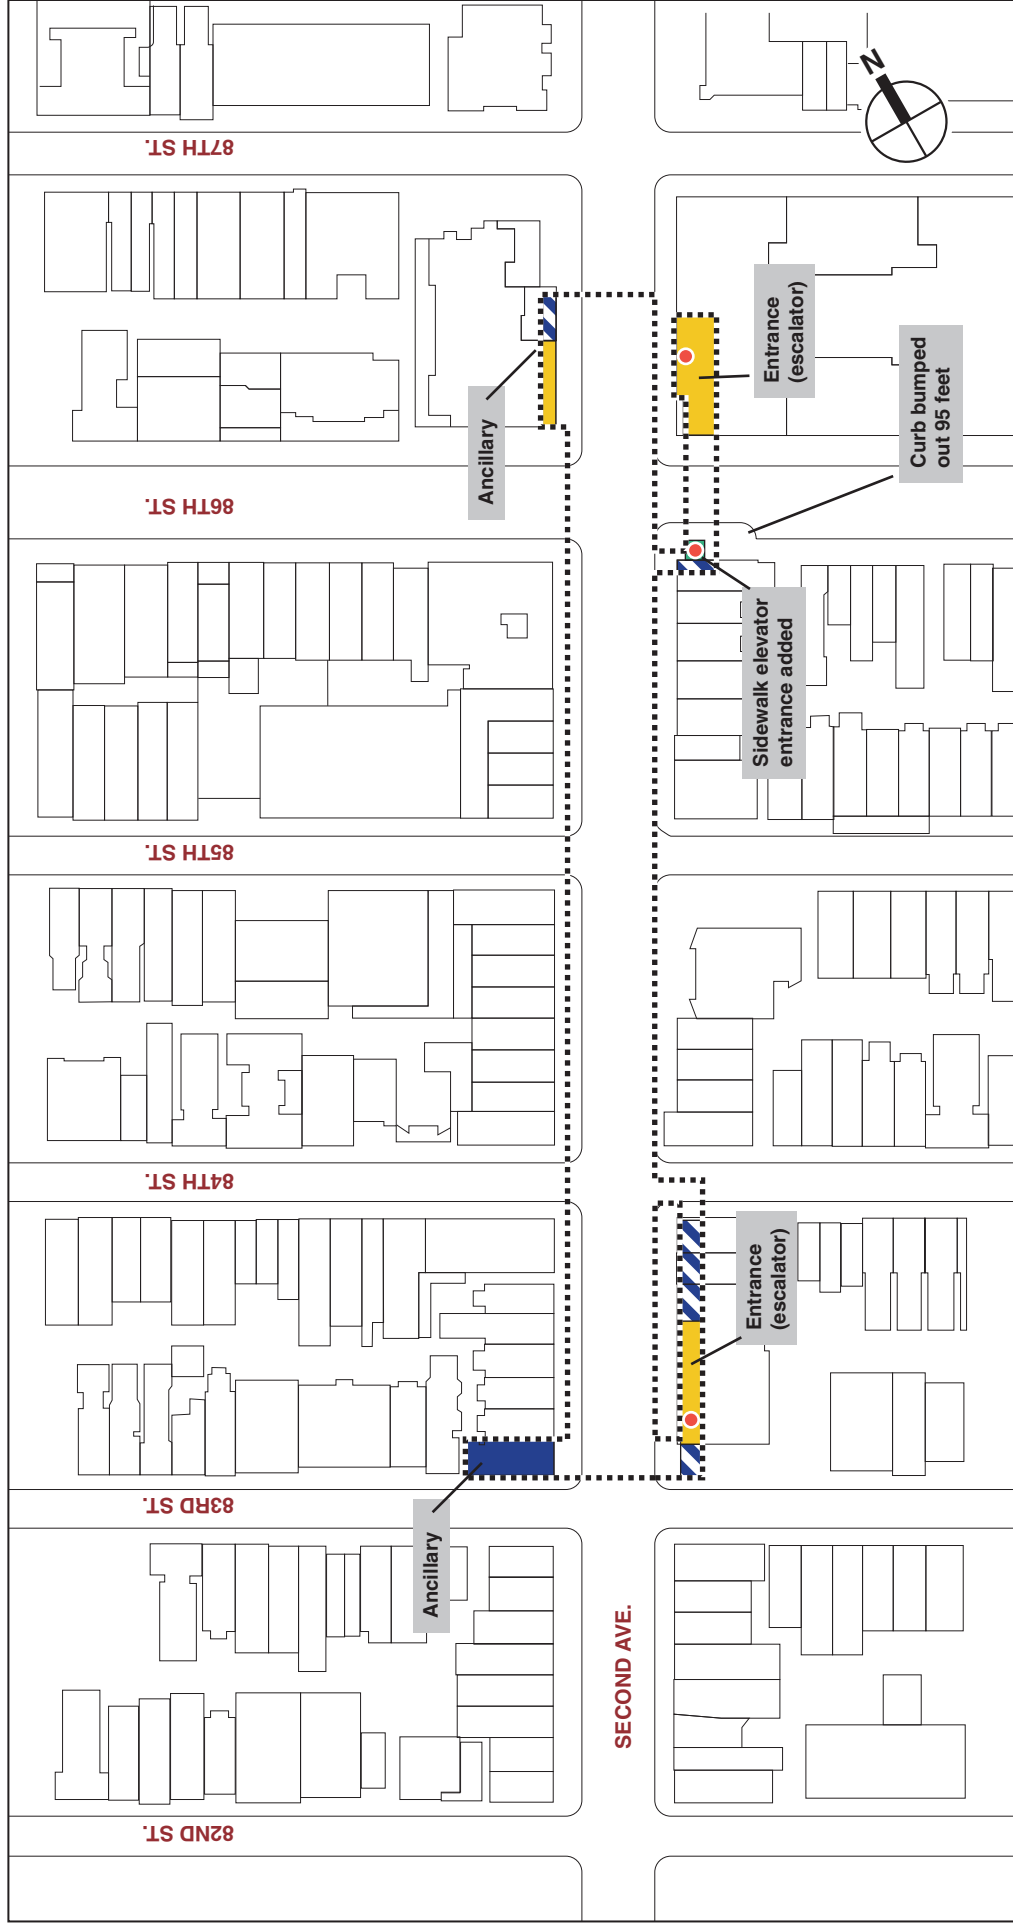 87TH ST.
N
Entrance
(escalator)
Ancillary
Curb bumped
out 95 feet
86TH ST.
Sidewalk elevator
entrance added
85TH ST.
84TH ST.
Entrance
(escalator)
83RD ST.
Ancillary
SECOND AVE.
82ND ST.